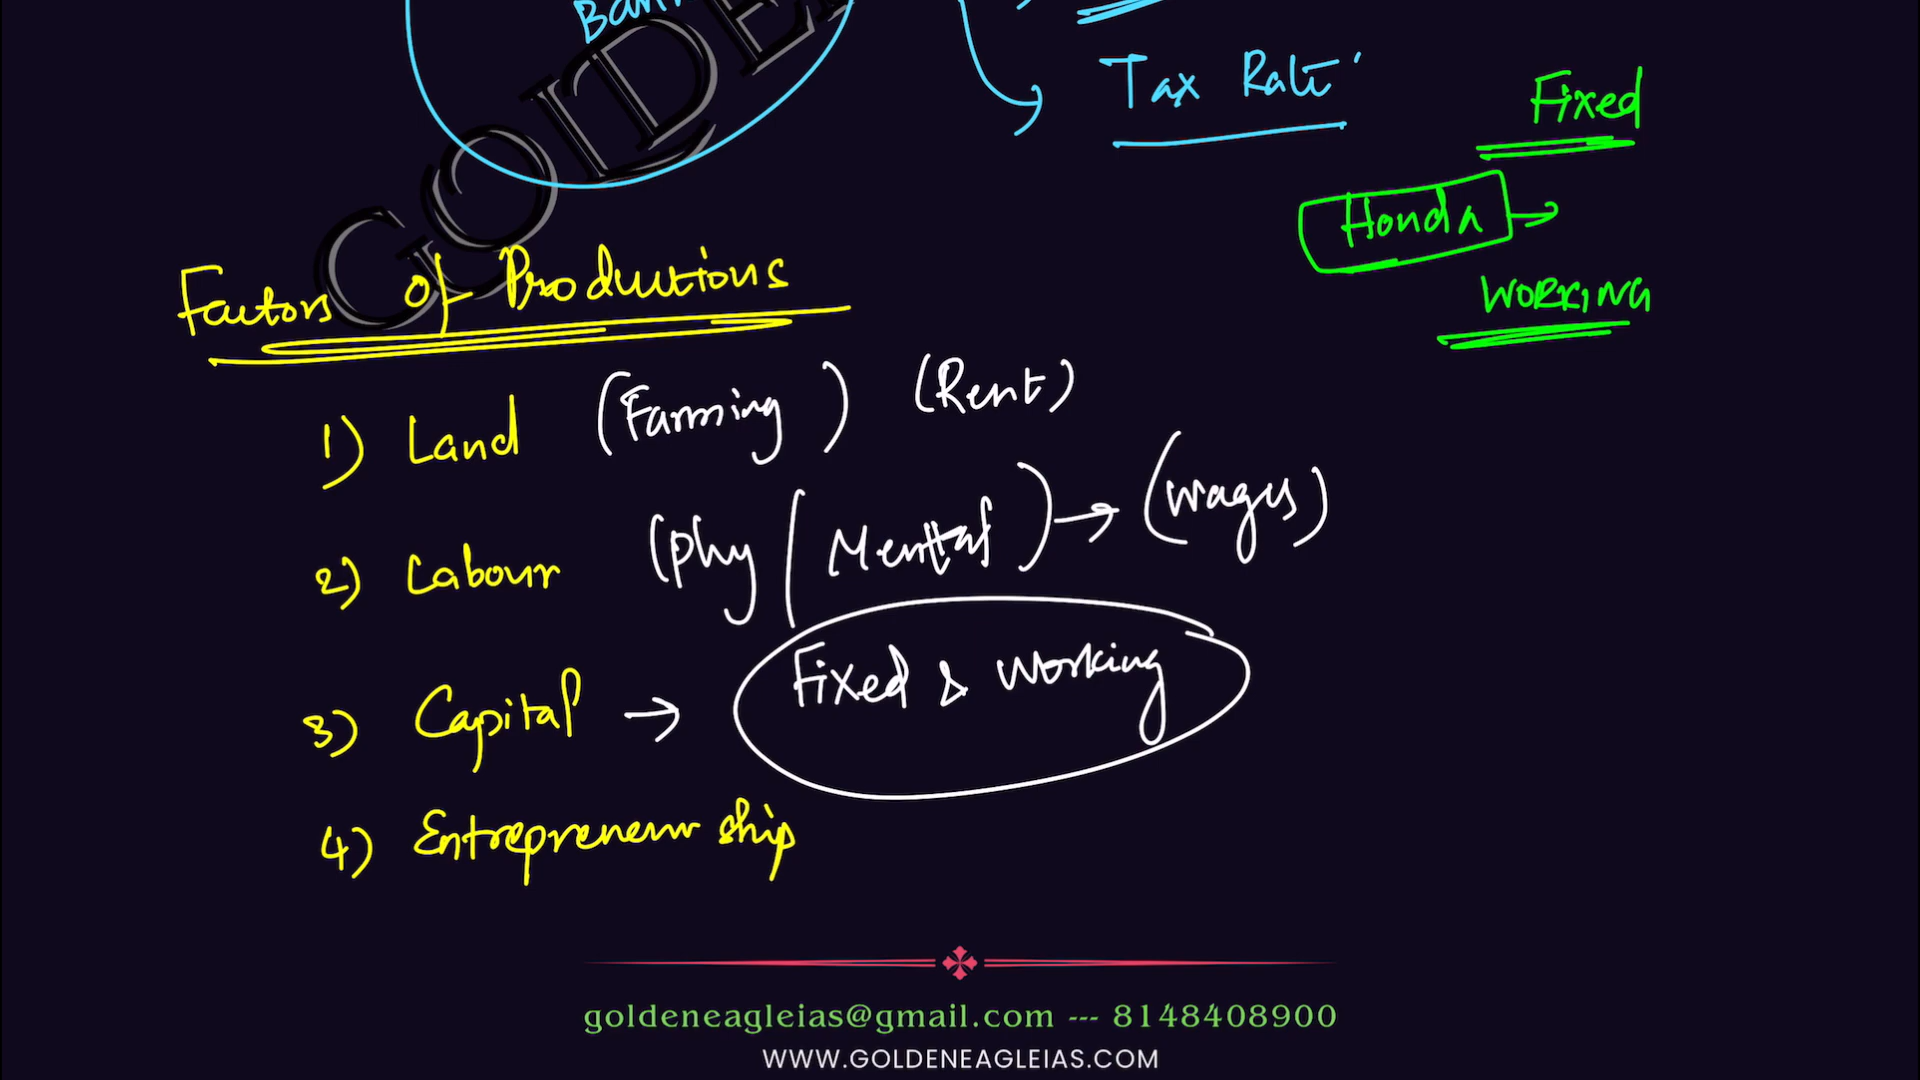 Tax Rate
Fixed
Honda →
WORKING
Factors of Productions
1) Land (Farming) (Rent)
2) Labour (Phy / Mental) → (Wages)
3) Capital → Fixed & Working
4) Entrepreneurship
goldeneagleias@gmail.com --- 8148408900
WWW.GOLDENEAGLEIAS.COM